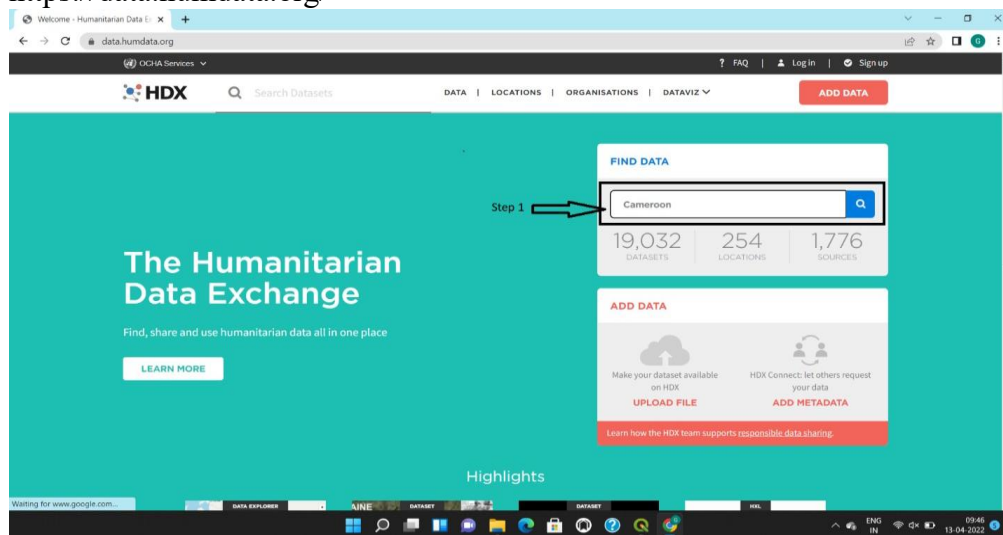 Welcome - Humanitarian Data E
data.humdata.org
OCHA Services
? FAQ | Login | Sign up
HDX
Search Datasets
DATA | LOCATIONS | ORGANISATIONS | DATAVIZ
ADD DATA
FIND DATA
Step 1
Cameroon
19,032 254 1,776
DATASETS LOCATIONS SOURCES
The Humanitarian
Data Exchange
Find, share and use humanitarian data all in one place
LEARN MORE
ADD DATA
Make your dataset available
on HDX
UPLOAD FILE
HDX Connect: let others request
your data
ADD METADATA
Learn how the HDX team supports responsible data sharing.
Highlights
Waiting for www.google.com...
DATA EXPLORER
AINE
DATASET
DATASET
HXL
ENG
IN
09:46
13-04-2022